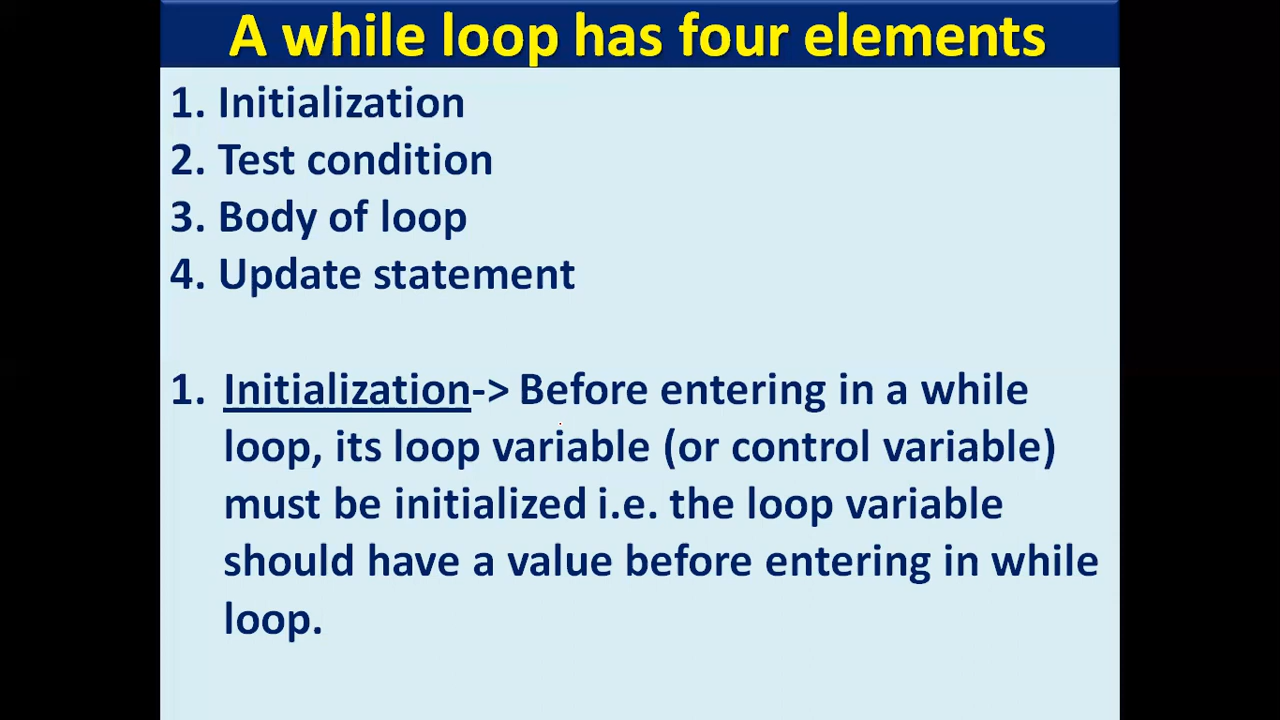 A while loop has four elements
1. Initialization
2. Test condition
3. Body of loop
4. Update statement
1. Initialization-> Before entering in a while
loop, its loop variable (or control variable)
must be initialized i.e. the loop variable
should have a value before entering in while
loop.